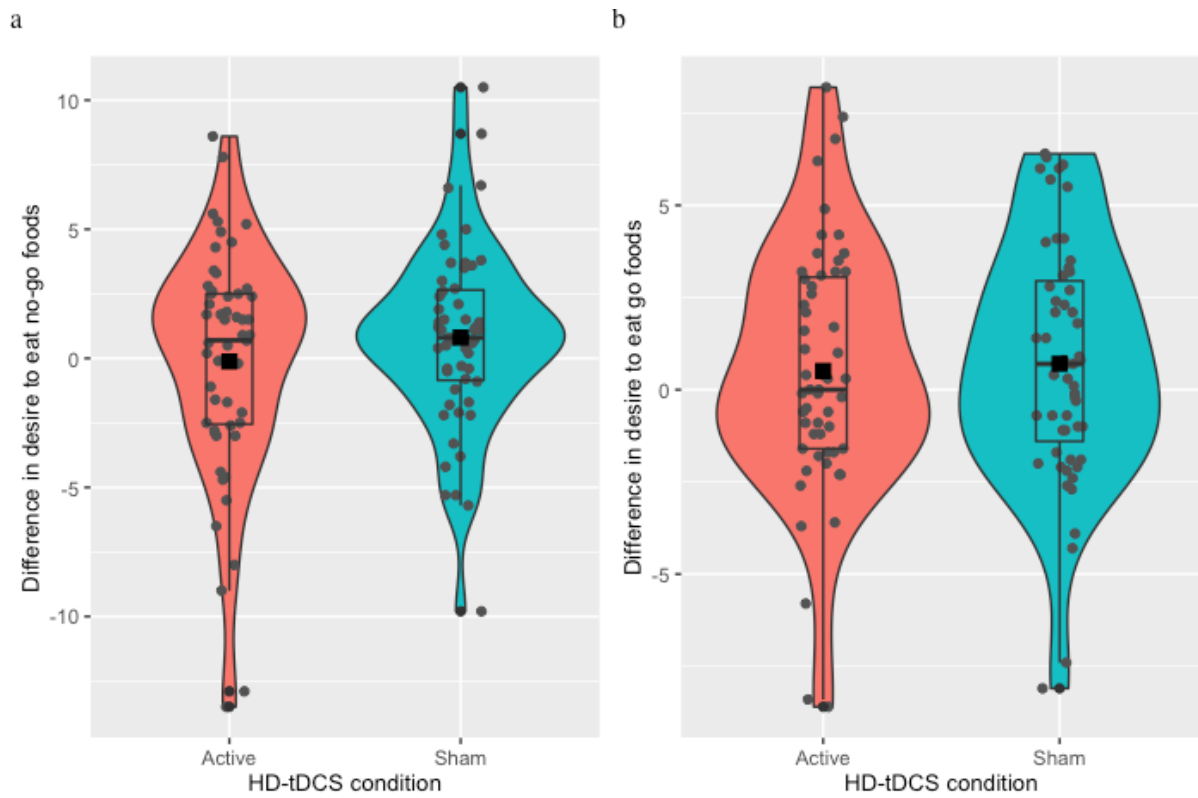 a
b
Difference in desire to eat no-go foods
10
5
0
-5
-10
Active
Sham
HD-tDCS condition
Difference in desire to eat go foods
5
0
-5
Active
Sham
HD-tDCS condition